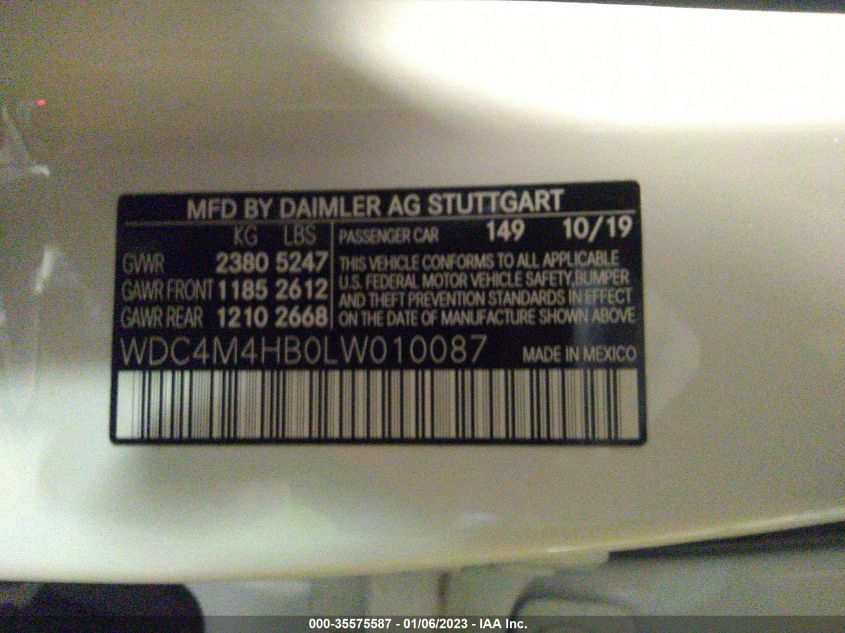 MFD BY DAIMLER AG STUTTGART
KG LBS
GVWR 2380 5247
GAWR FRONT 1185 2612
GAWR REAR 1210 2668
PASSENGER CAR 149 10/19
THIS VEHICLE CONFORMS TO ALL APPLICABLE
U.S. FEDERAL MOTOR VEHICLE SAFETY, BUMPER
AND THEFT PREVENTION STANDARDS IN EFFECT
ON THE DATE OF MANUFACTURE SHOWN ABOVE
WDC4M4HB0LW010087 MADE IN MEXICO
000-35575587 - 01/06/2023 - IAA Inc.